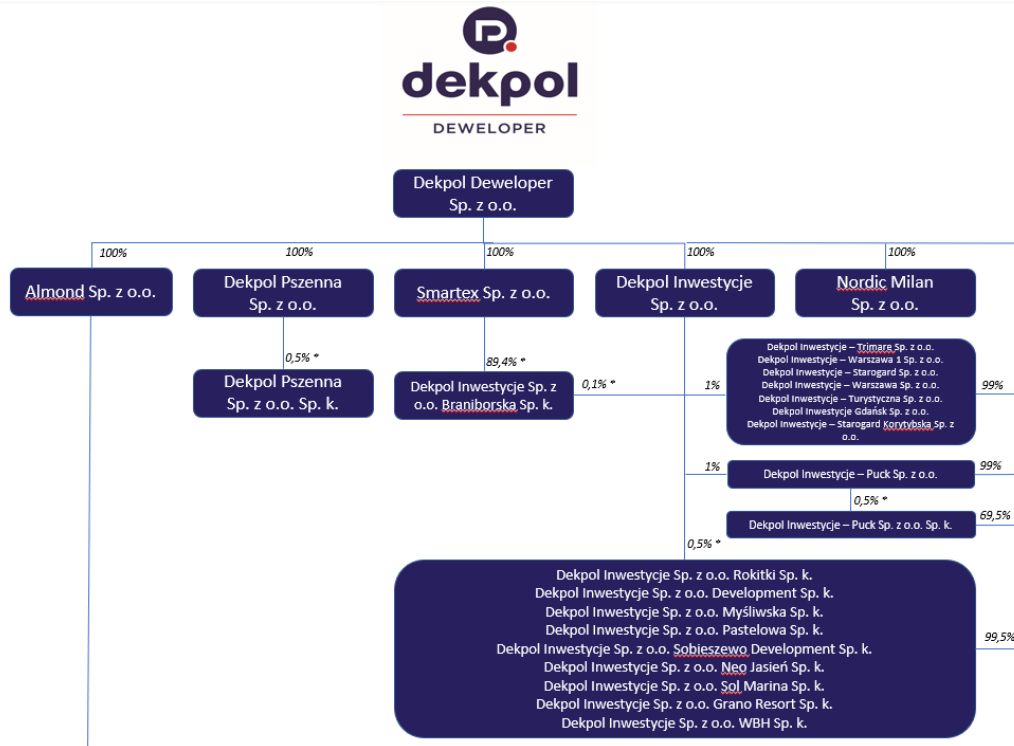 dekpol
DEWELOPER
Dekpol Deweloper
Sp. z o.o.
100%
100%
100%
100%
100%
Almond Sp. z o.o.
Dekpol Pszenna
Sp. z o.o.
Smartex Sp. z o.o.
Dekpol Inwestycje
Sp. z o.o.
Nordic Milan
Sp. z o.o.
0,5% *
89,4% *
Dekpol Pszenna
Sp. z o.o. Sp. k.
Dekpol Inwestycje Sp. z
o.o. Braniborska Sp. k.
0,1% *
1%
Dekpol Inwestycje – Trimare Sp. z o.o.
Dekpol Inwestycje – Warszawa 1 Sp. z o.o.
Dekpol Inwestycje – Starogard Sp. z o.o.
Dekpol Inwestycje – Warszawa Sp. z o.o.
Dekpol Inwestycje – Turystyczna Sp. z o.o.
Dekpol Inwestycje Gdańsk Sp. z o.o.
Dekpol Inwestycje – Starogard Korytybska Sp. z
o.o.
99%
1%
Dekpol Inwestycje – Puck Sp. z o.o.
99%
0,5% *
Dekpol Inwestycje – Puck Sp. z o.o. Sp. k.
69,5%
0,5% *
Dekpol Inwestycje Sp. z o.o. Rokitki Sp. k.
Dekpol Inwestycje Sp. z o.o. Development Sp. k.
Dekpol Inwestycje Sp. z o.o. Myśliwska Sp. k.
Dekpol Inwestycje Sp. z o.o. Pastelowa Sp. k.
Dekpol Inwestycje Sp. z o.o. Sobieszewo Development Sp. k.
Dekpol Inwestycje Sp. z o.o. Neo Jasień Sp. k.
Dekpol Inwestycje Sp. z o.o. Sol Marina Sp. k.
Dekpol Inwestycje Sp. z o.o. Grano Resort Sp. k.
Dekpol Inwestycje Sp. z o.o. WBH Sp. k.
99,5%